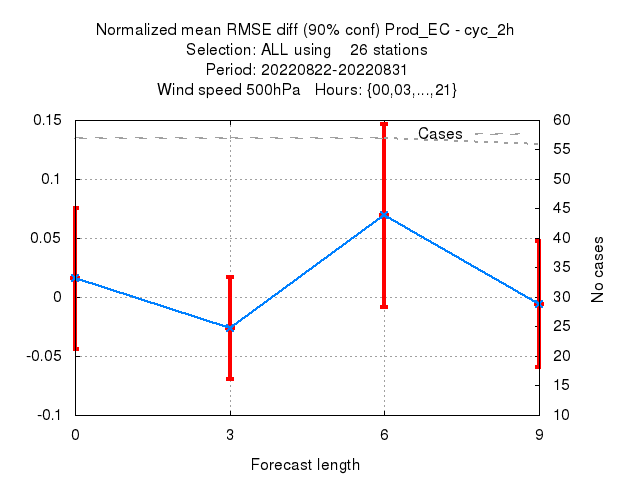 Normalized mean RMSE diff (90% conf) Prod_EC - cyc_2h
Selection: ALL using    26 stations
Period: 20220822-20220831
Wind speed 500hPa   Hours: {00,03,...,21}
Cases
0.15
0.1
0.05
0
-0.05
-0.1
60
55
50
45
40
35
30
25
20
15
10
No cases
0 3 6 9
Forecast length